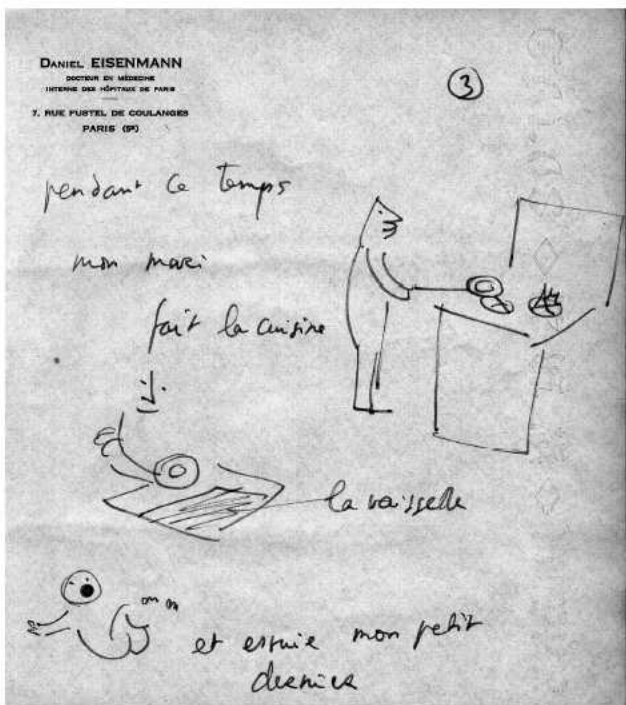 DANIEL EISENMANN
DOCTEUR EN MÉDECINE
INTERNE DES HÔPITAUX DE PARIS
7, RUE FUSTEL DE COULANGES
PARIS (5e)
3
pendant ce temps
mon mari
fait la cuisine
la vaisselle
et essuie mon petit
dernier